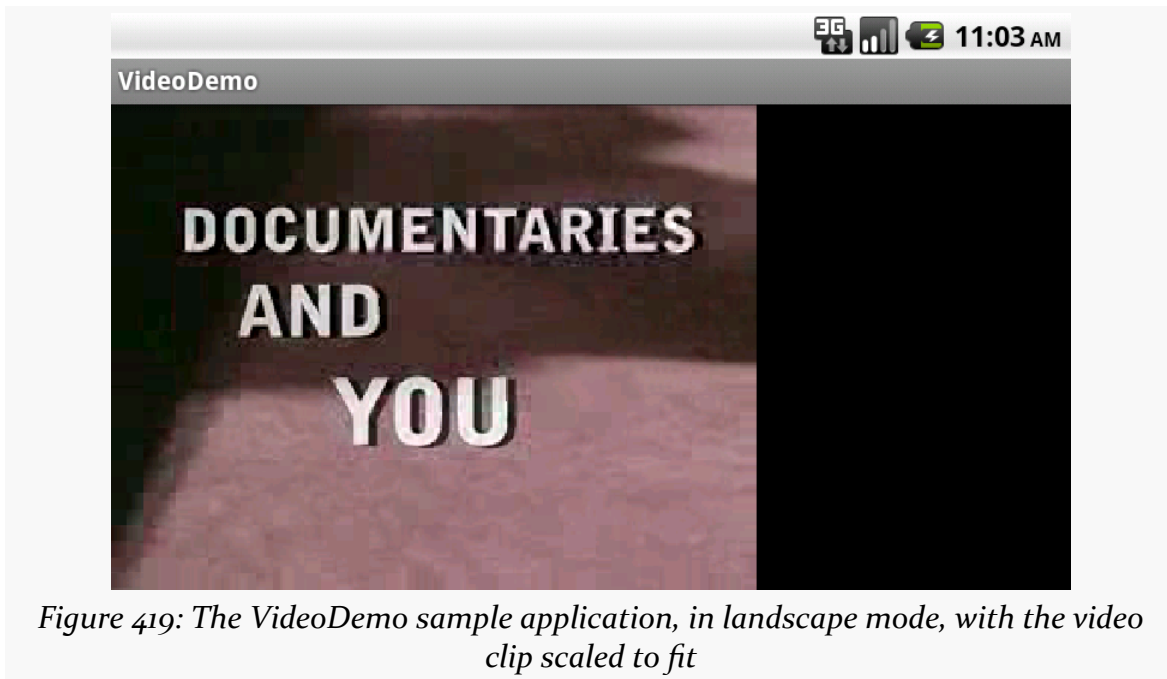 3G 11:03 AM
VideoDemo
DOCUMENTARIES
AND
YOU
Figure 419: The VideoDemo sample application, in landscape mode, with the video
clip scaled to fit